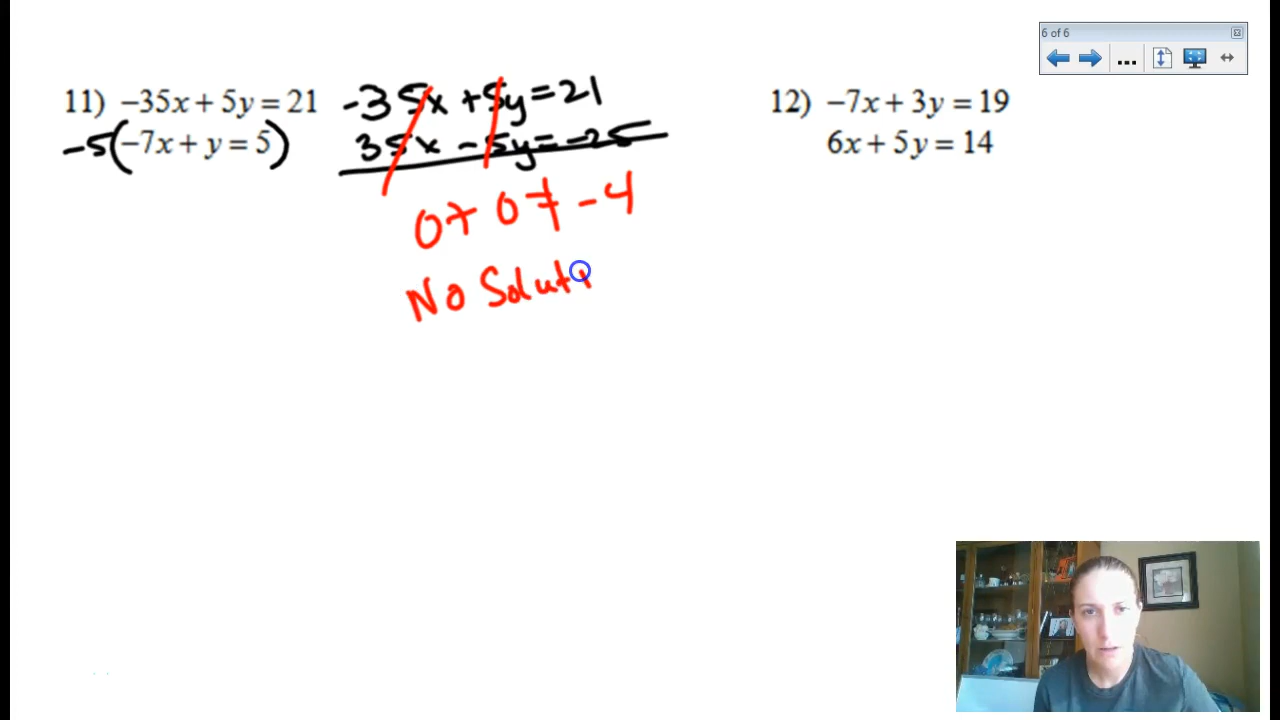 6 of 6
...
11) −35x + 5y = 21
−5(−7x + y = 5)
-35x + 5y = 21
35x - 5y = -25
0 + 0 ≠ -4
No Soluti
12) −7x + 3y = 19
6x + 5y = 14